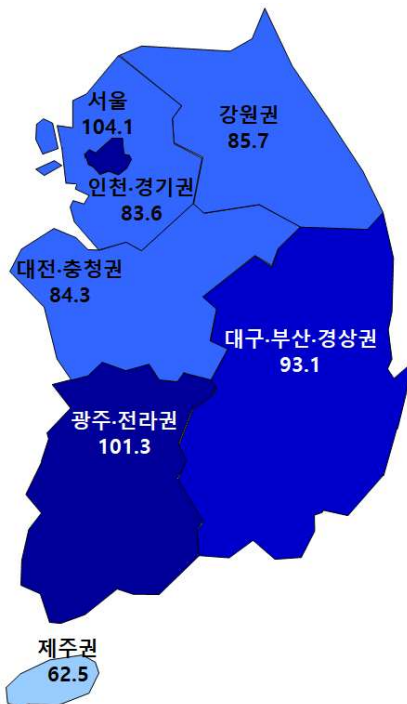 서울
104.1
강원권
85.7
인천·경기권
83.6
대전·충청권
84.3
대구·부산·경상권
93.1
광주·전라권
101.3
제주권
62.5